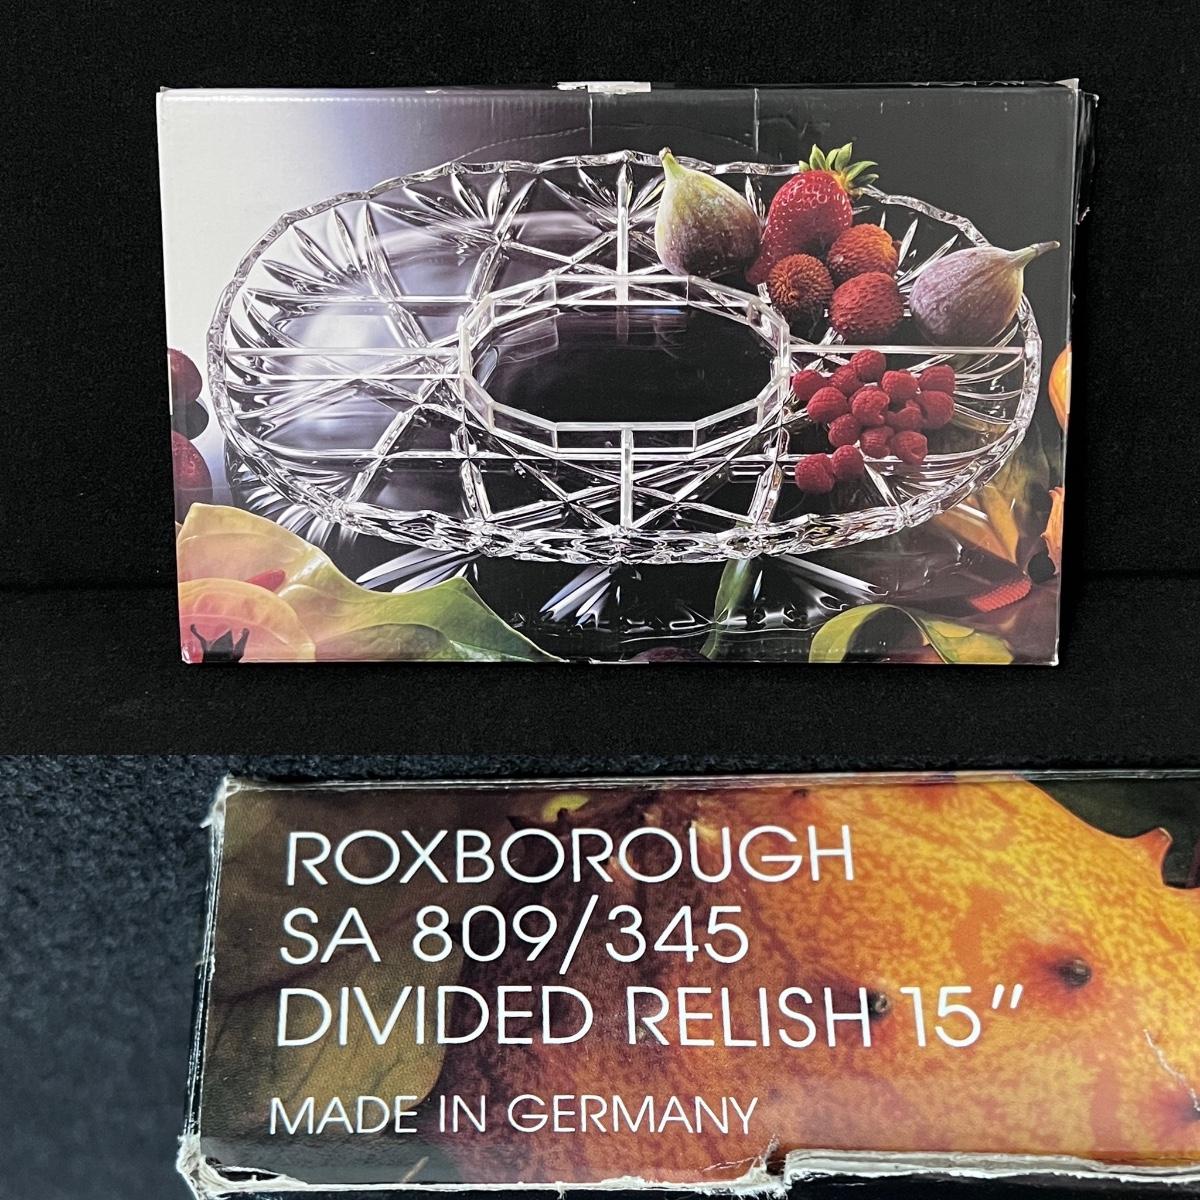 ROXBOROUGH
SA 809/345
DIVIDED RELISH 15"
MADE IN GERMANY